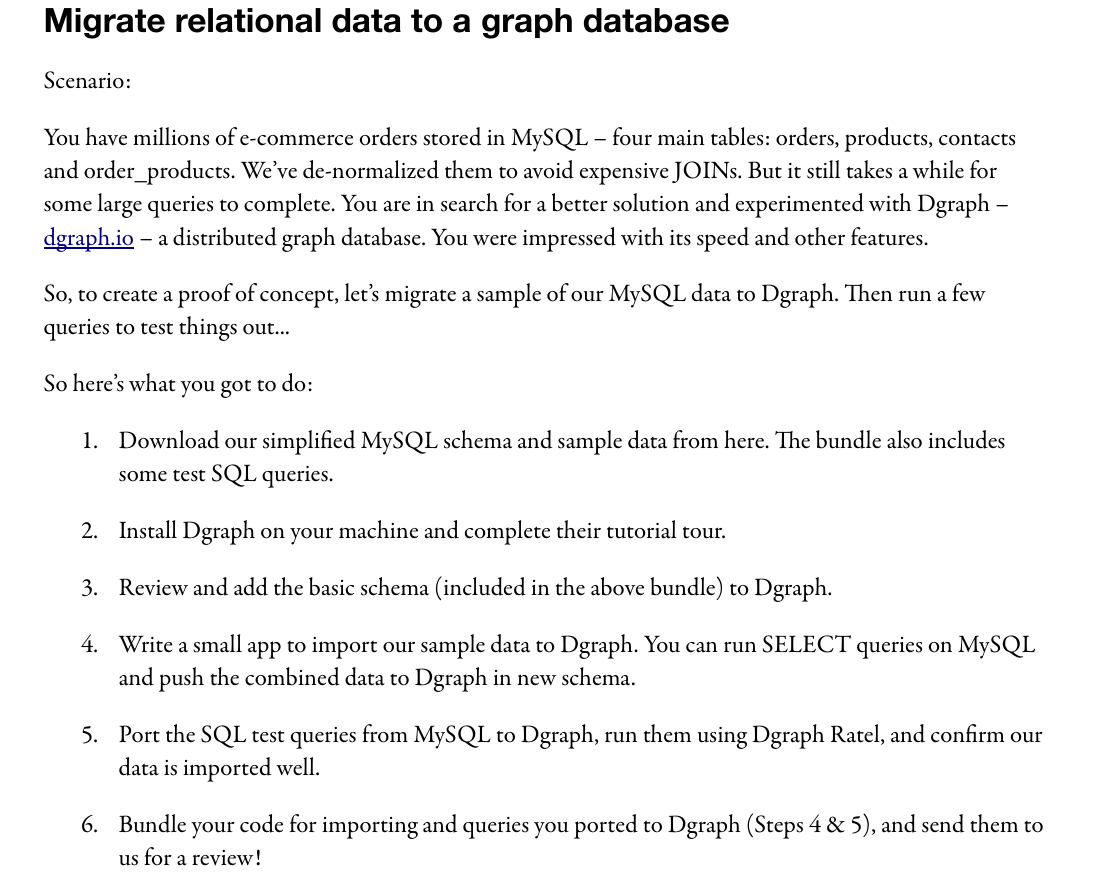 Migrate relational data to a graph database
Scenario:
You have millions of e-commerce orders stored in MySQL – four main tables: orders, products, contacts
and order_products. We’ve de-normalized them to avoid expensive JOINs. But it still takes a while for
some large queries to complete. You are in search for a better solution and experimented with Dgraph –
dgraph.io – a distributed graph database. You were impressed with its speed and other features.
So, to create a proof of concept, let’s migrate a sample of our MySQL data to Dgraph. Then run a few
queries to test things out...
So here’s what you got to do:
1. Download our simplified MySQL schema and sample data from here. The bundle also includes
some test SQL queries.
2. Install Dgraph on your machine and complete their tutorial tour.
3. Review and add the basic schema (included in the above bundle) to Dgraph.
4. Write a small app to import our sample data to Dgraph. You can run SELECT queries on MySQL
and push the combined data to Dgraph in new schema.
5. Port the SQL test queries from MySQL to Dgraph, run them using Dgraph Ratel, and confirm our
data is imported well.
6. Bundle your code for importing and queries you ported to Dgraph (Steps 4 & 5), and send them to
us for a review!